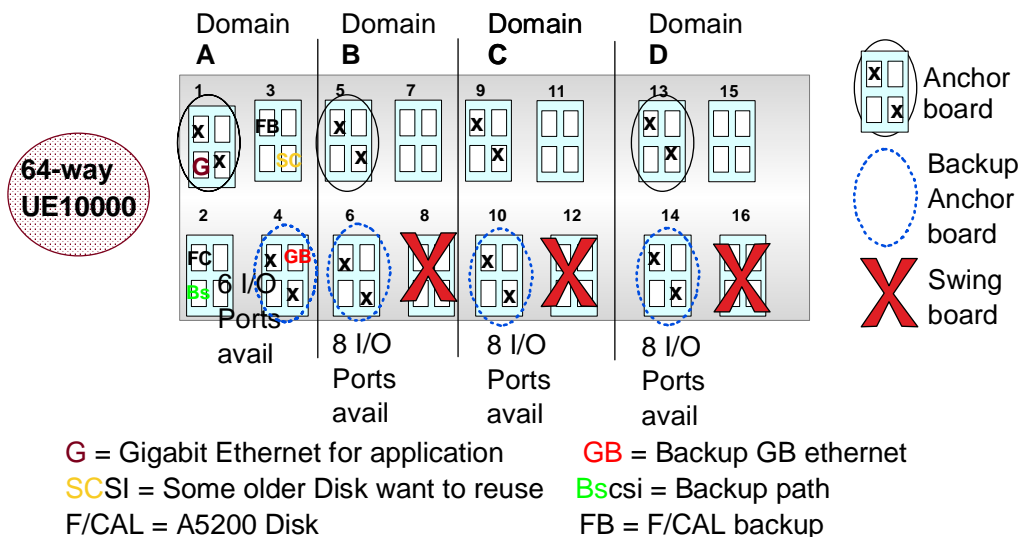 Domain A
Domain B
Domain C
Domain D
1 3 5 7 9 11 13 15
x FB x x x
G x SC x x x
64-way
UE10000
2 4 6 8 10 12 14 16
FC x GB x X x X x X
Bs x x x x
6 I/O
Ports
avail
8 I/O
Ports
avail
8 I/O
Ports
avail
8 I/O
Ports
avail
x
x
Anchor
board
Backup
Anchor
board
X
Swing
board
G = Gigabit Ethernet for application
GB = Backup GB ethernet
SCSI = Some older Disk want to reuse
Bscsi = Backup path
F/CAL = A5200 Disk
FB = F/CAL backup